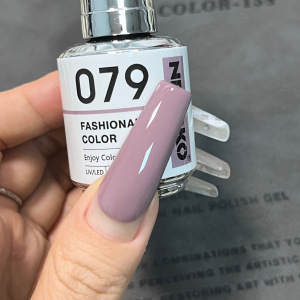 COLOR-155
079
FASHIONA
COLOR
Enjoy Colo
UV/LED
NAIL POLISH GEL
COMBINATIONS THAT YO
PERCEIVING THE ARTISTIC
ART WITH